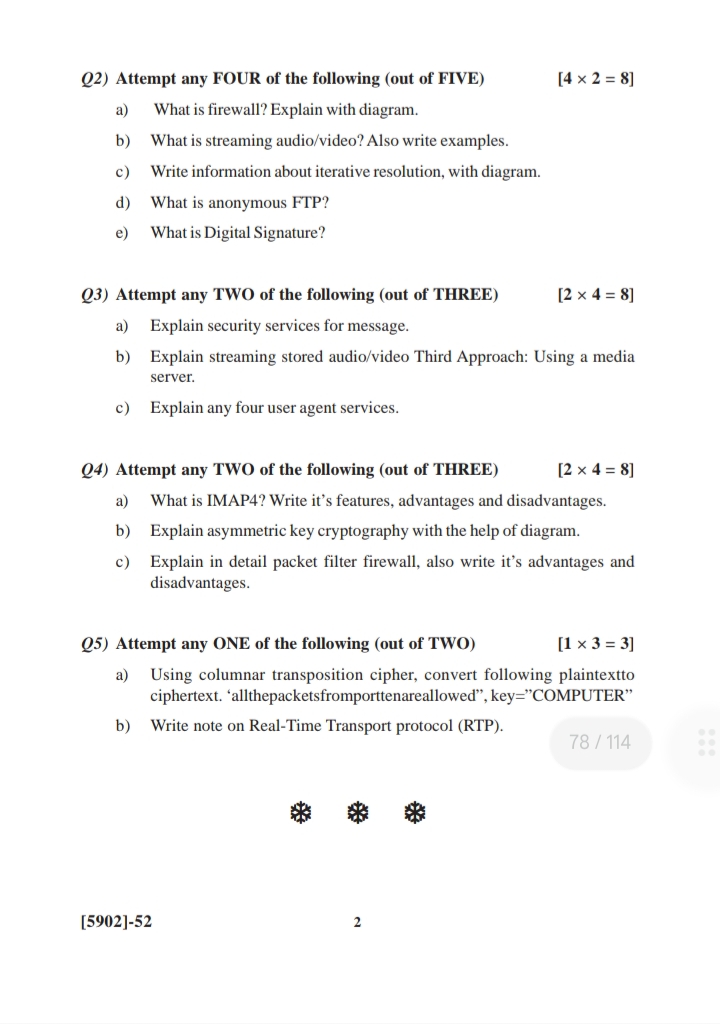 Q2) Attempt any FOUR of the following (out of FIVE) [4 × 2 = 8]
a) What is firewall? Explain with diagram.
b) What is streaming audio/video? Also write examples.
c) Write information about iterative resolution, with diagram.
d) What is anonymous FTP?
e) What is Digital Signature?
Q3) Attempt any TWO of the following (out of THREE) [2 × 4 = 8]
a) Explain security services for message.
b) Explain streaming stored audio/video Third Approach: Using a media
server.
c) Explain any four user agent services.
Q4) Attempt any TWO of the following (out of THREE) [2 × 4 = 8]
a) What is IMAP4? Write it’s features, advantages and disadvantages.
b) Explain asymmetric key cryptography with the help of diagram.
c) Explain in detail packet filter firewall, also write it’s advantages and
disadvantages.
Q5) Attempt any ONE of the following (out of TWO) [1 × 3 = 3]
a) Using columnar transposition cipher, convert following plaintextto
ciphertext. ‘allthepacketsfromporttenareallowed”, key=”COMPUTER”
b) Write note on Real-Time Transport protocol (RTP).
78 / 114
[5902]-52 2